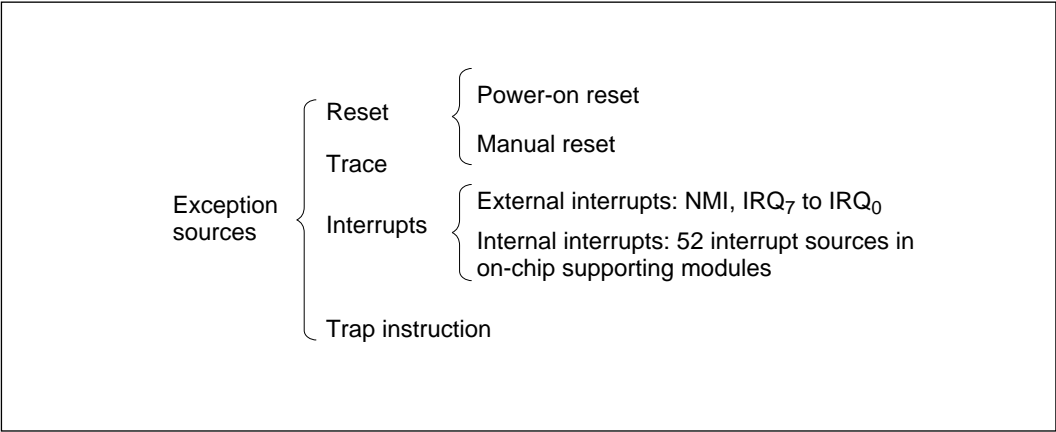 Exception
sources
Reset
Power-on reset
Manual reset
Trace
Interrupts
External interrupts: NMI, IRQ7 to IRQ0
Internal interrupts: 52 interrupt sources in
on-chip supporting modules
Trap instruction